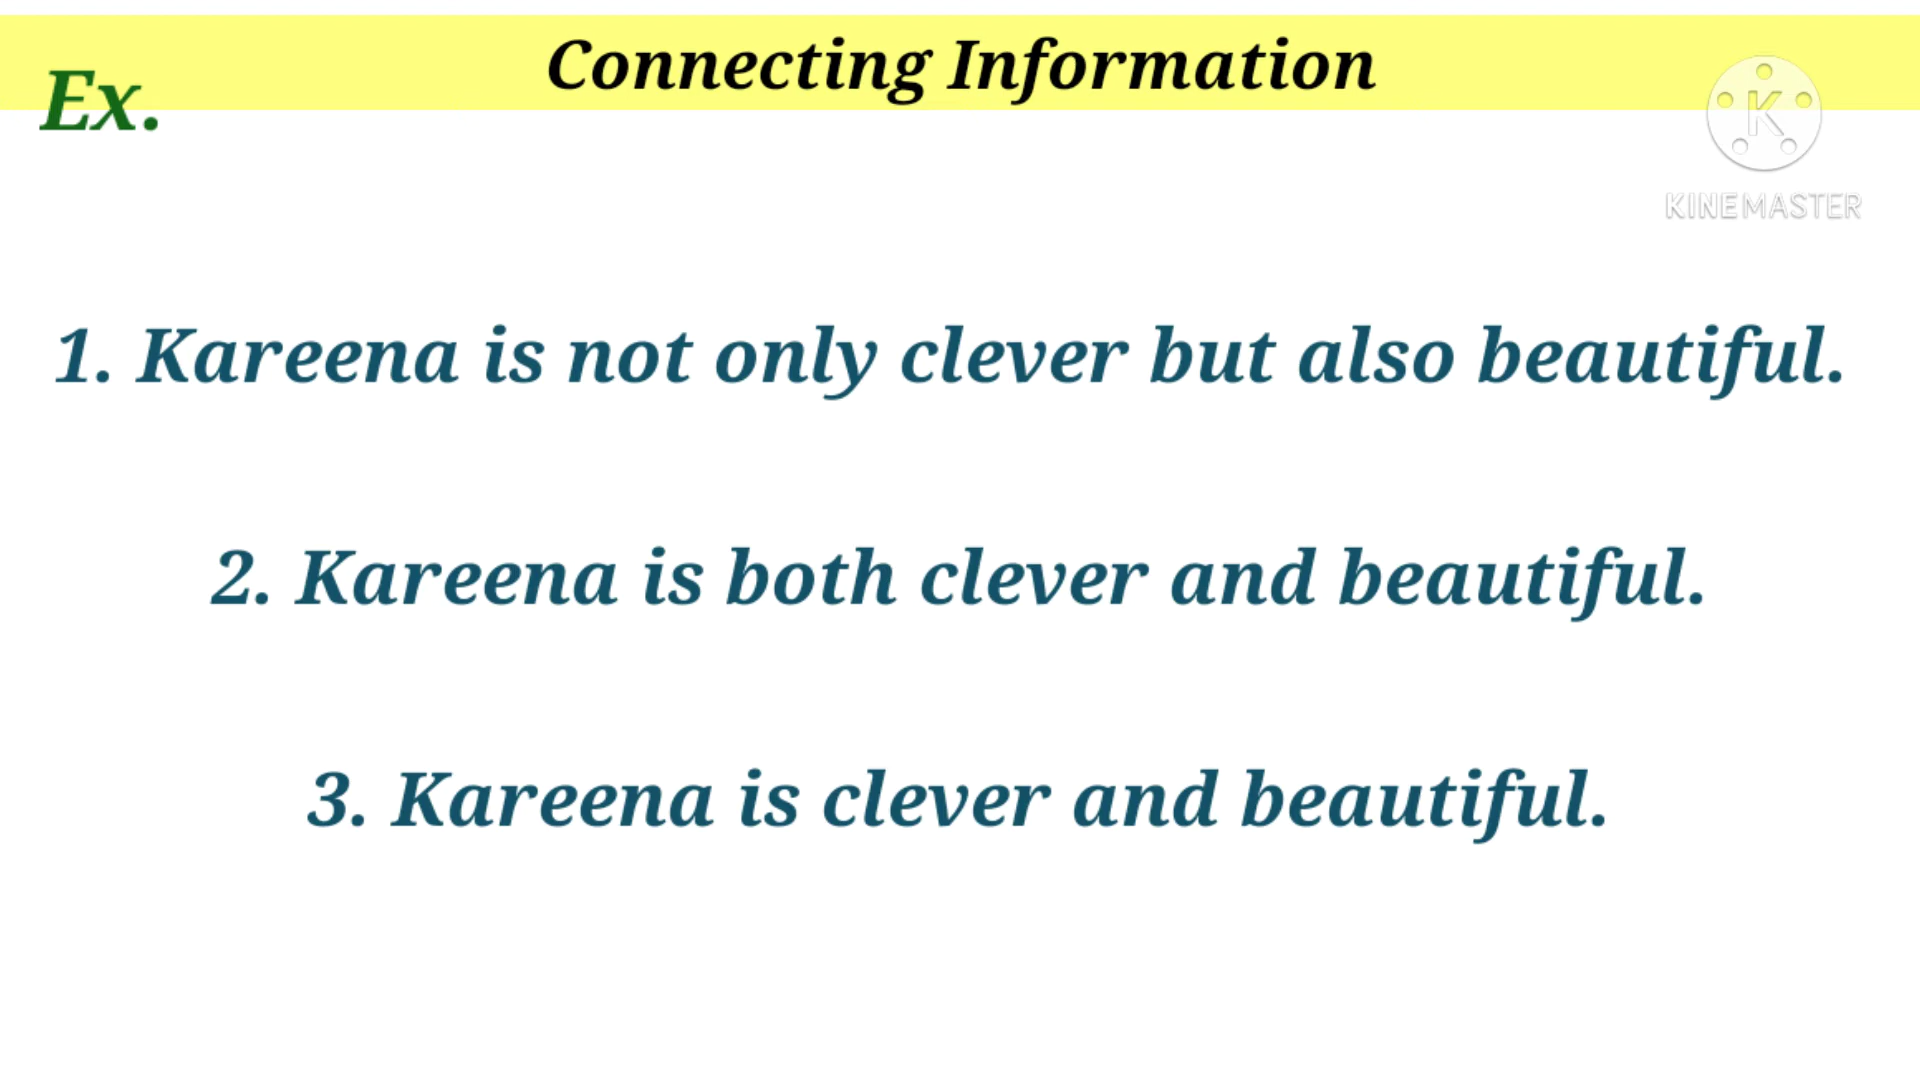 Connecting Information
Ex.
K
KINEMASTER
1. Kareena is not only clever but also beautiful.
2. Kareena is both clever and beautiful.
3. Kareena is clever and beautiful.